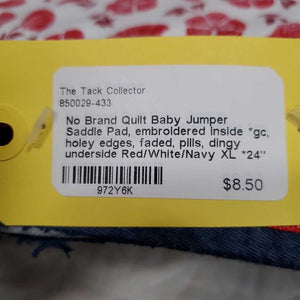 The Tack Collector
850029-433
No Brand Quilt Baby Jumper
Saddle Pad, embroidered inside *gc,
holey edges, faded, pills, dingy
underside Red/White/Navy XL *24"
972Y6K
$8.50